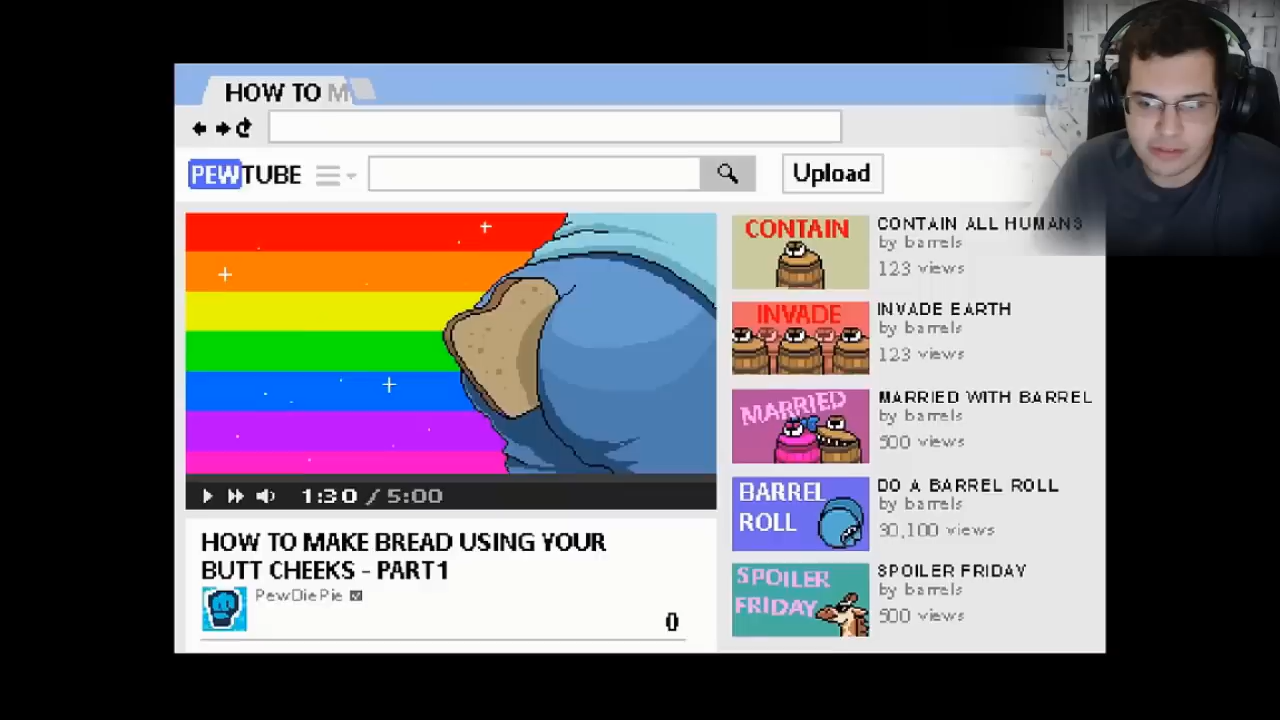 HOW TO M
PEWTUBE
Upload
CONTAIN
CONTAIN ALL HUMANS
by barrels
123 views
INVADE
INVADE EARTH
by barrels
123 views
MARRIED
MARRIED WITH BARREL
by barrels
500 views
BARREL
ROLL
DO A BARREL ROLL
by barrels
90,100 views
SPOILER
FRIDAY
SPOILER FRIDAY
by barrels
500 views
1:30 / 5:00
HOW TO MAKE BREAD USING YOUR
BUTT CHEEKS - PART1
PewDiePie
0